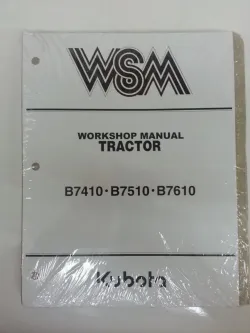 WSM
WORKSHOP MANUAL
TRACTOR
B7410·B7510·B7610
Kubota